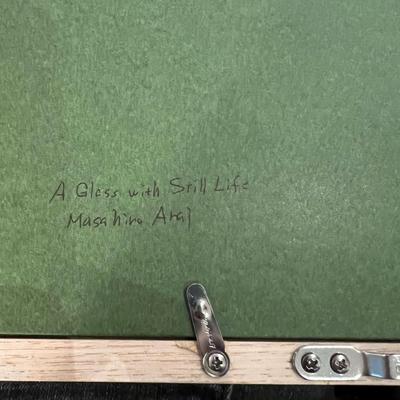 A Glass with Still Life
Masahiro Arai